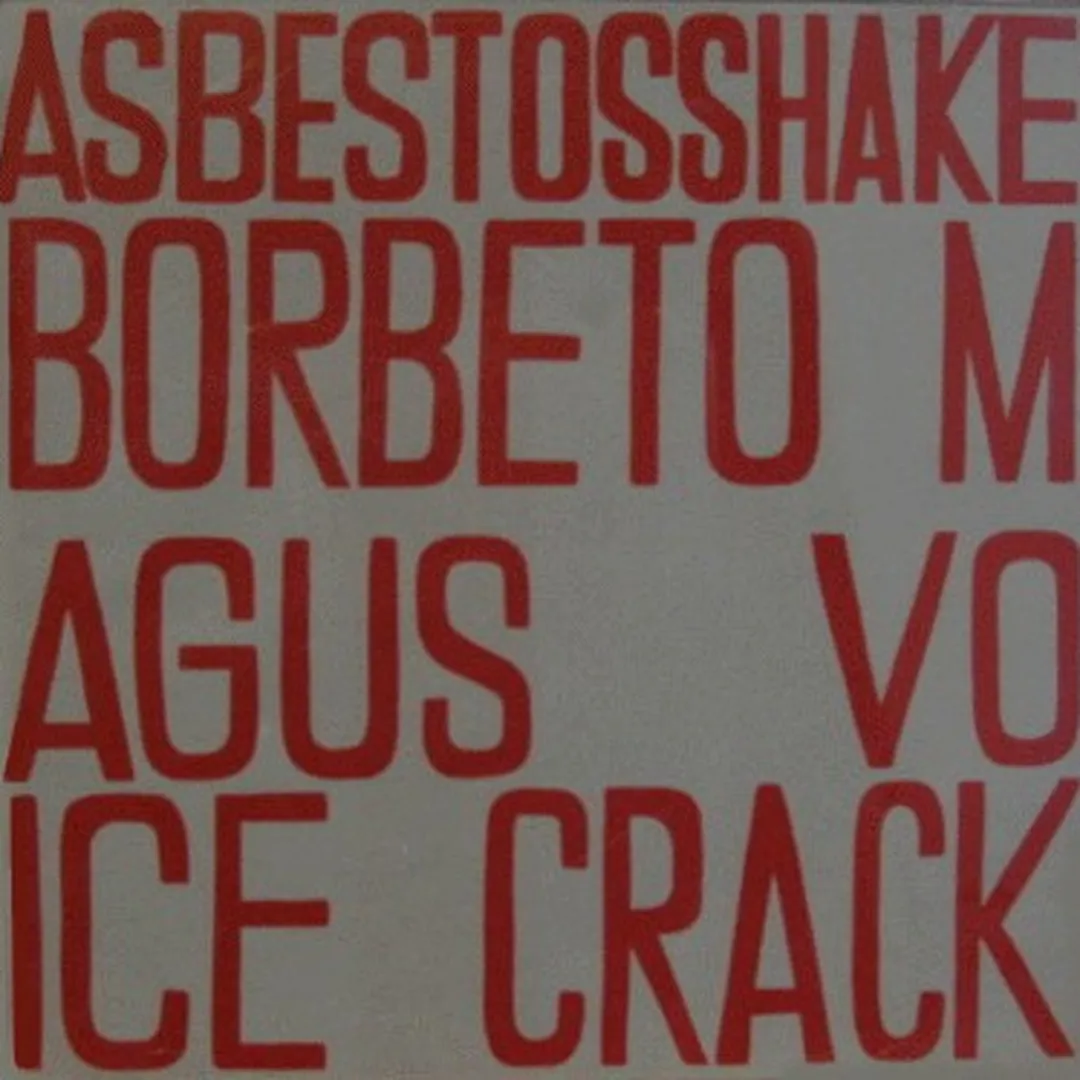 ASBESTOSSHAKE
BORBETO M
AGUS VO
ICE CRACK